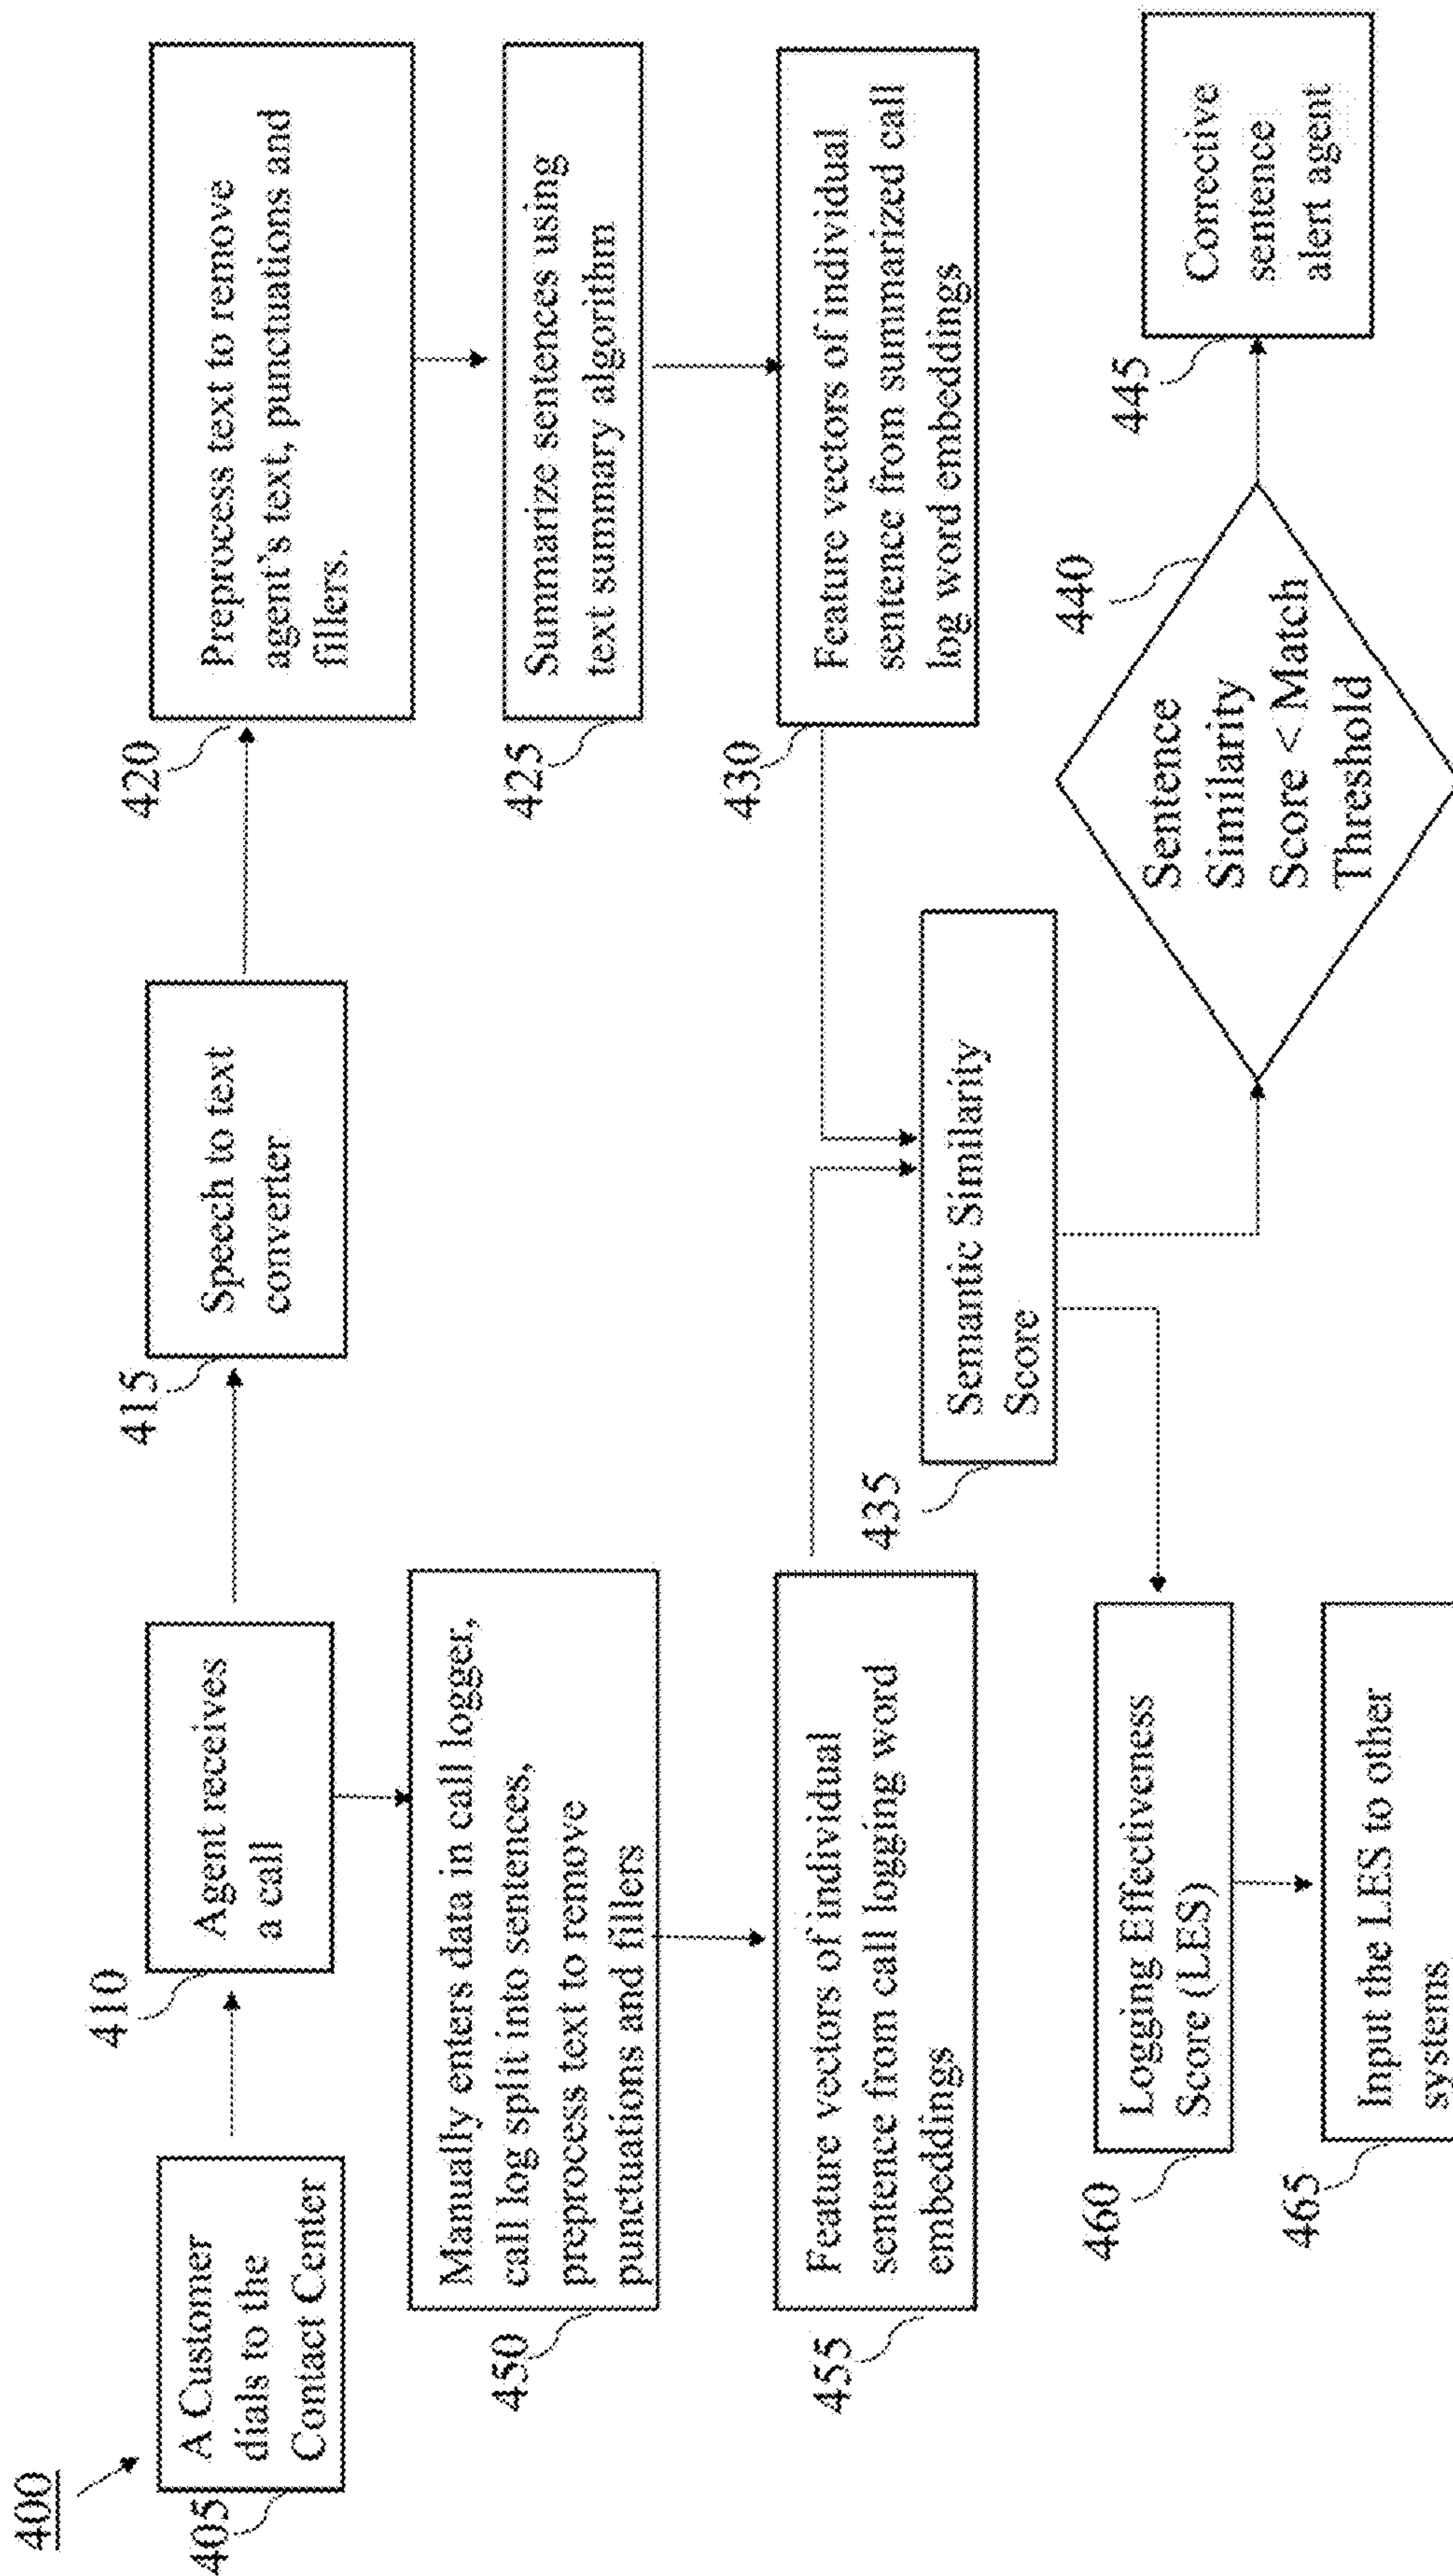 400
405
A Customer
dials to the
Contact Center
410
Agent receives
a call
415
Speech to text
converter
420
Preprocess text to remove
agent's text, punctuations and
fillers.
425
Summarize sentences using
text summary algorithm
430
Feature vectors of individual
sentence from summarized call
log word embeddings
450
Manually enters data in call logger,
call log split into sentences,
preprocess text to remove
punctuations and fillers
455
Feature vectors of individual
sentence from call logging word
embeddings
435
Semantic Similarity
Score
440
Sentence
Similarity
Score < Match
Threshold
445
Corrective
sentence
alert agent
460
Logging Effectiveness
Score (LES)
465
Input the LES to other
systems